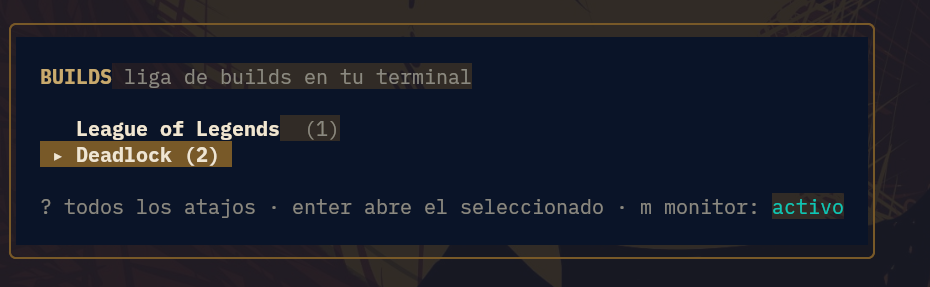 BUILDS liga de builds en tu terminal
League of Legends (1)
▸ Deadlock (2)
? todos los atajos · enter abre el seleccionado · m monitor: activo